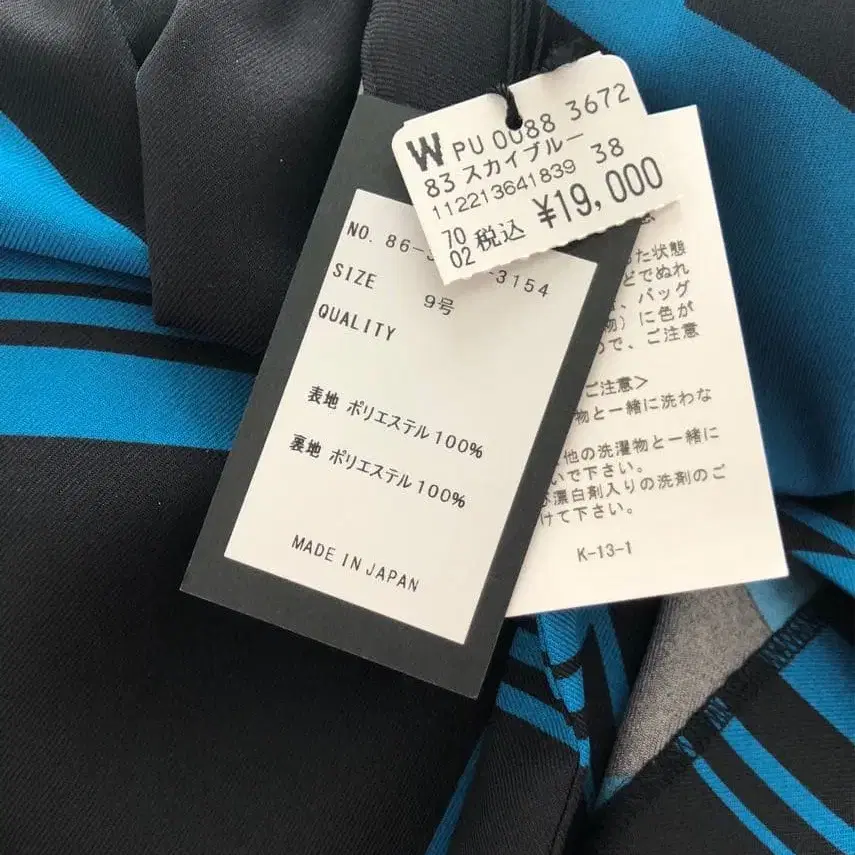 W PU 0088 3672
83 スカイブルー
112213641839 38
70
02 税込 ¥19,000
NO. 86-3 -3154
SIZE 9号
QUALITY
表地 ポリエステル100%
裏地 ポリエステル100%
MADE IN JAPAN
た状態
どでぬれ
、バッグ
物)に色が
で、ご注意
ご注意>
物と一緒に洗わな
他の洗濯物と一緒に
いで下さい。
漂白剤入りの洗剤のご
けて下さい。
K-13-1